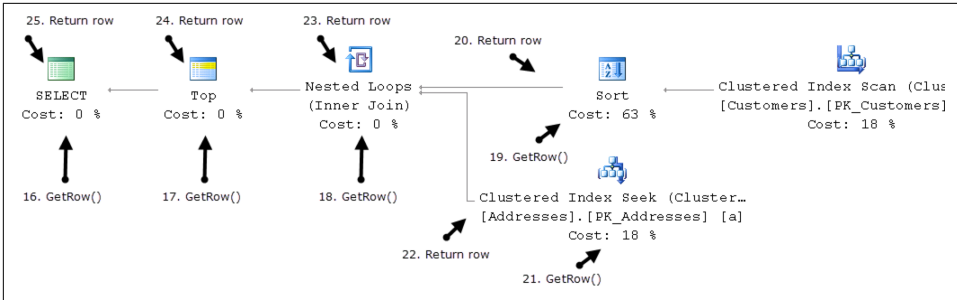 25. Return row
24. Return row
23. Return row
20. Return row
SELECT
Cost: 0 %
Top
Cost: 0 %
Nested Loops
(Inner Join)
Cost: 0 %
Sort
Cost: 63 %
Clustered Index Scan (Clus
[Customers].[PK_Customers]
Cost: 18 %
19. GetRow()
16. GetRow()
17. GetRow()
18. GetRow()
Clustered Index Seek (Cluster…
[Addresses].[PK_Addresses] [a]
Cost: 18 %
22. Return row
21. GetRow()